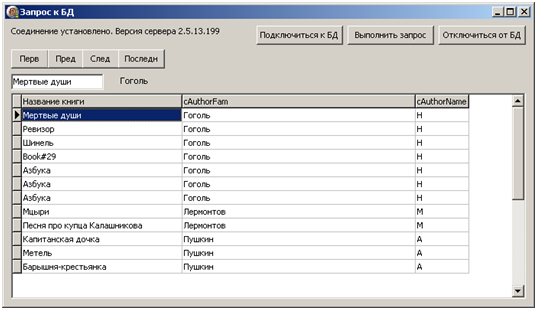 Запрос к БД
Соединение установлено. Версия сервера 2.5.13.199
Подключиться к БД Выполнить запрос Отключиться от БД
Перв Пред След Последн
Мертвые души Гоголь
Название книги cAuthorFam cAuthorName
Мертвые души Гоголь Н
Ревизор Гоголь Н
Шинель Гоголь Н
Book#29 Гоголь Н
Азбука Гоголь Н
Азбука Гоголь Н
Азбука Гоголь Н
Мцыри Лермонтов М
Песня про купца Калашникова Лермонтов М
Капитанская дочка Пушкин А
Метель Пушкин А
Барышня-крестьянка Пушкин А